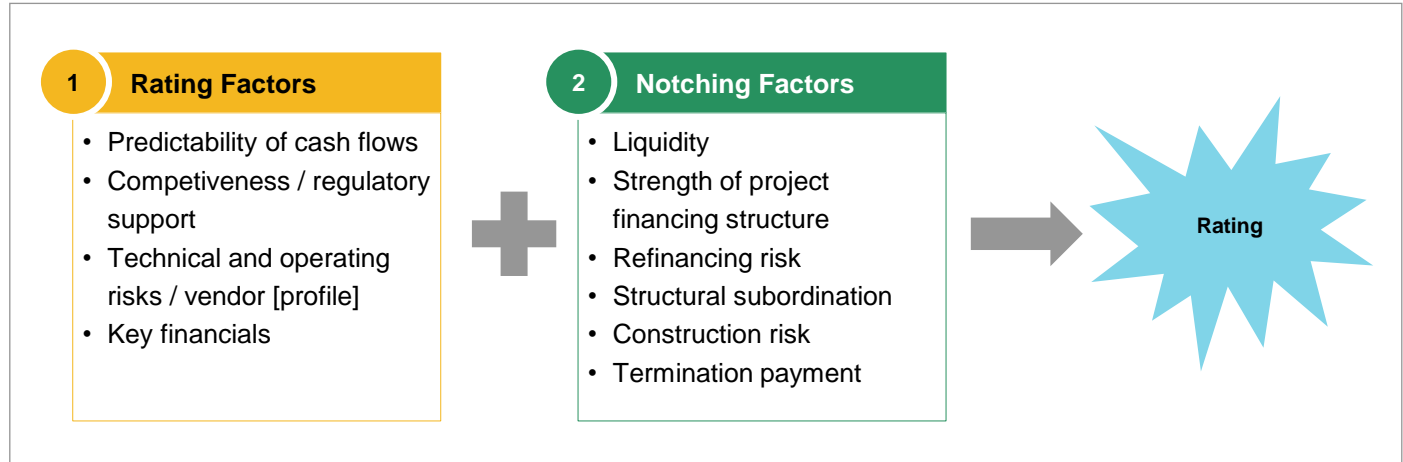 1
Rating Factors
• Predictability of cash flows
• Competiveness / regulatory
support
• Technical and operating
risks / vendor [profile]
• Key financials
2
Notching Factors
• Liquidity
• Strength of project
financing structure
• Refinancing risk
• Structural subordination
• Construction risk
• Termination payment
Rating